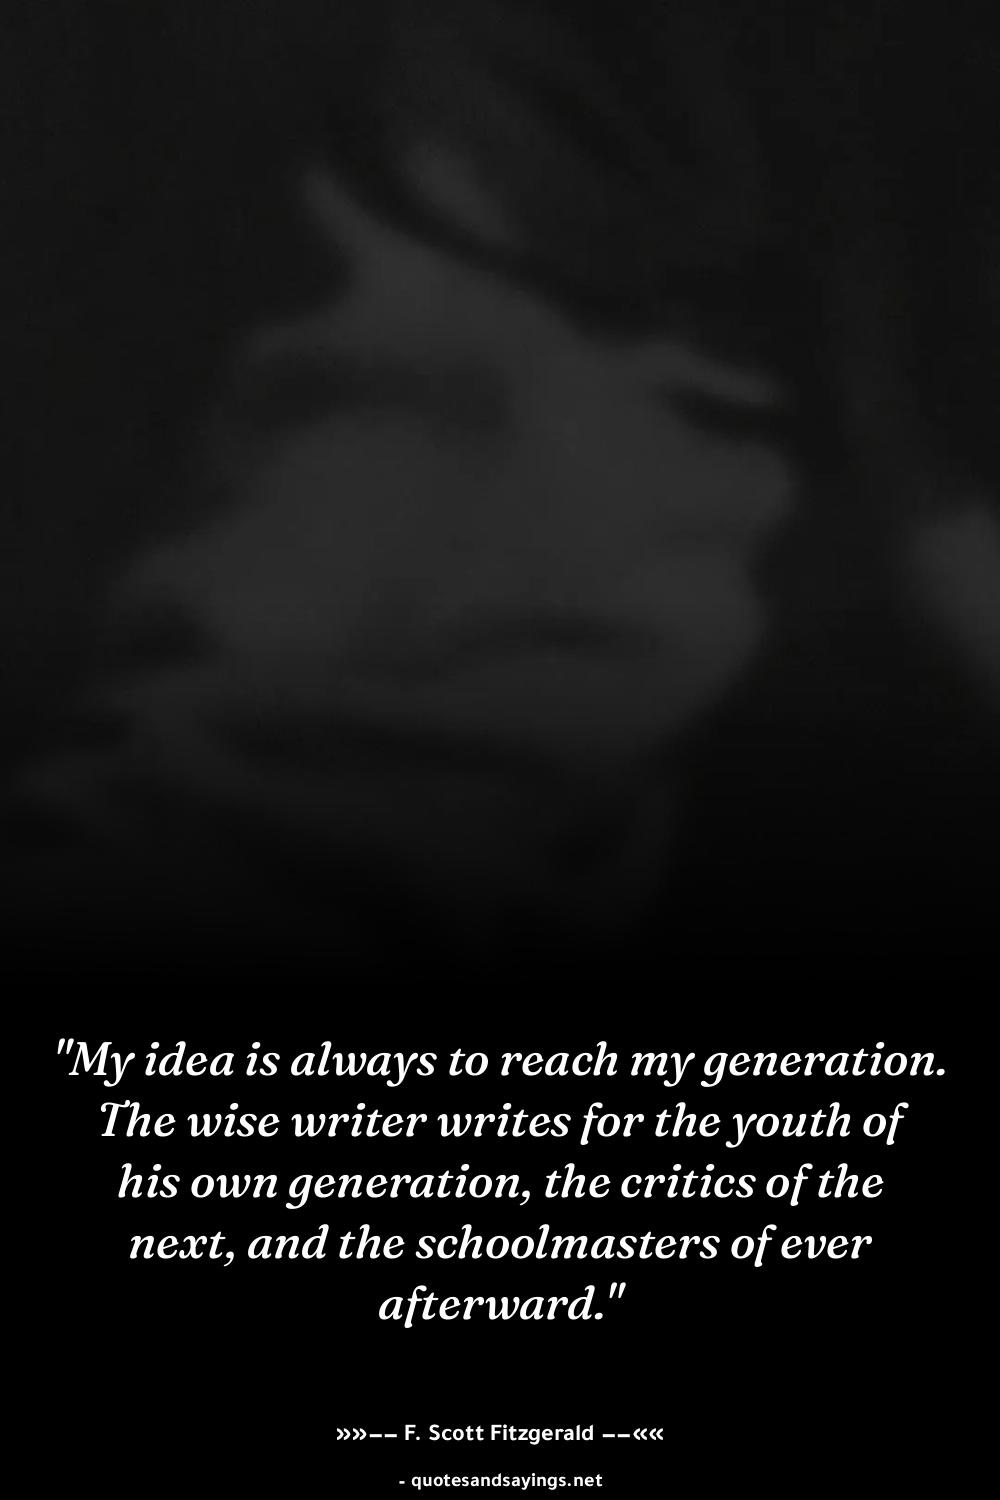 "My idea is always to reach my generation.
The wise writer writes for the youth of
his own generation, the critics of the
next, and the schoolmasters of ever
afterward."
»»−− F. Scott Fitzgerald −−««
- quotesandsayings.net